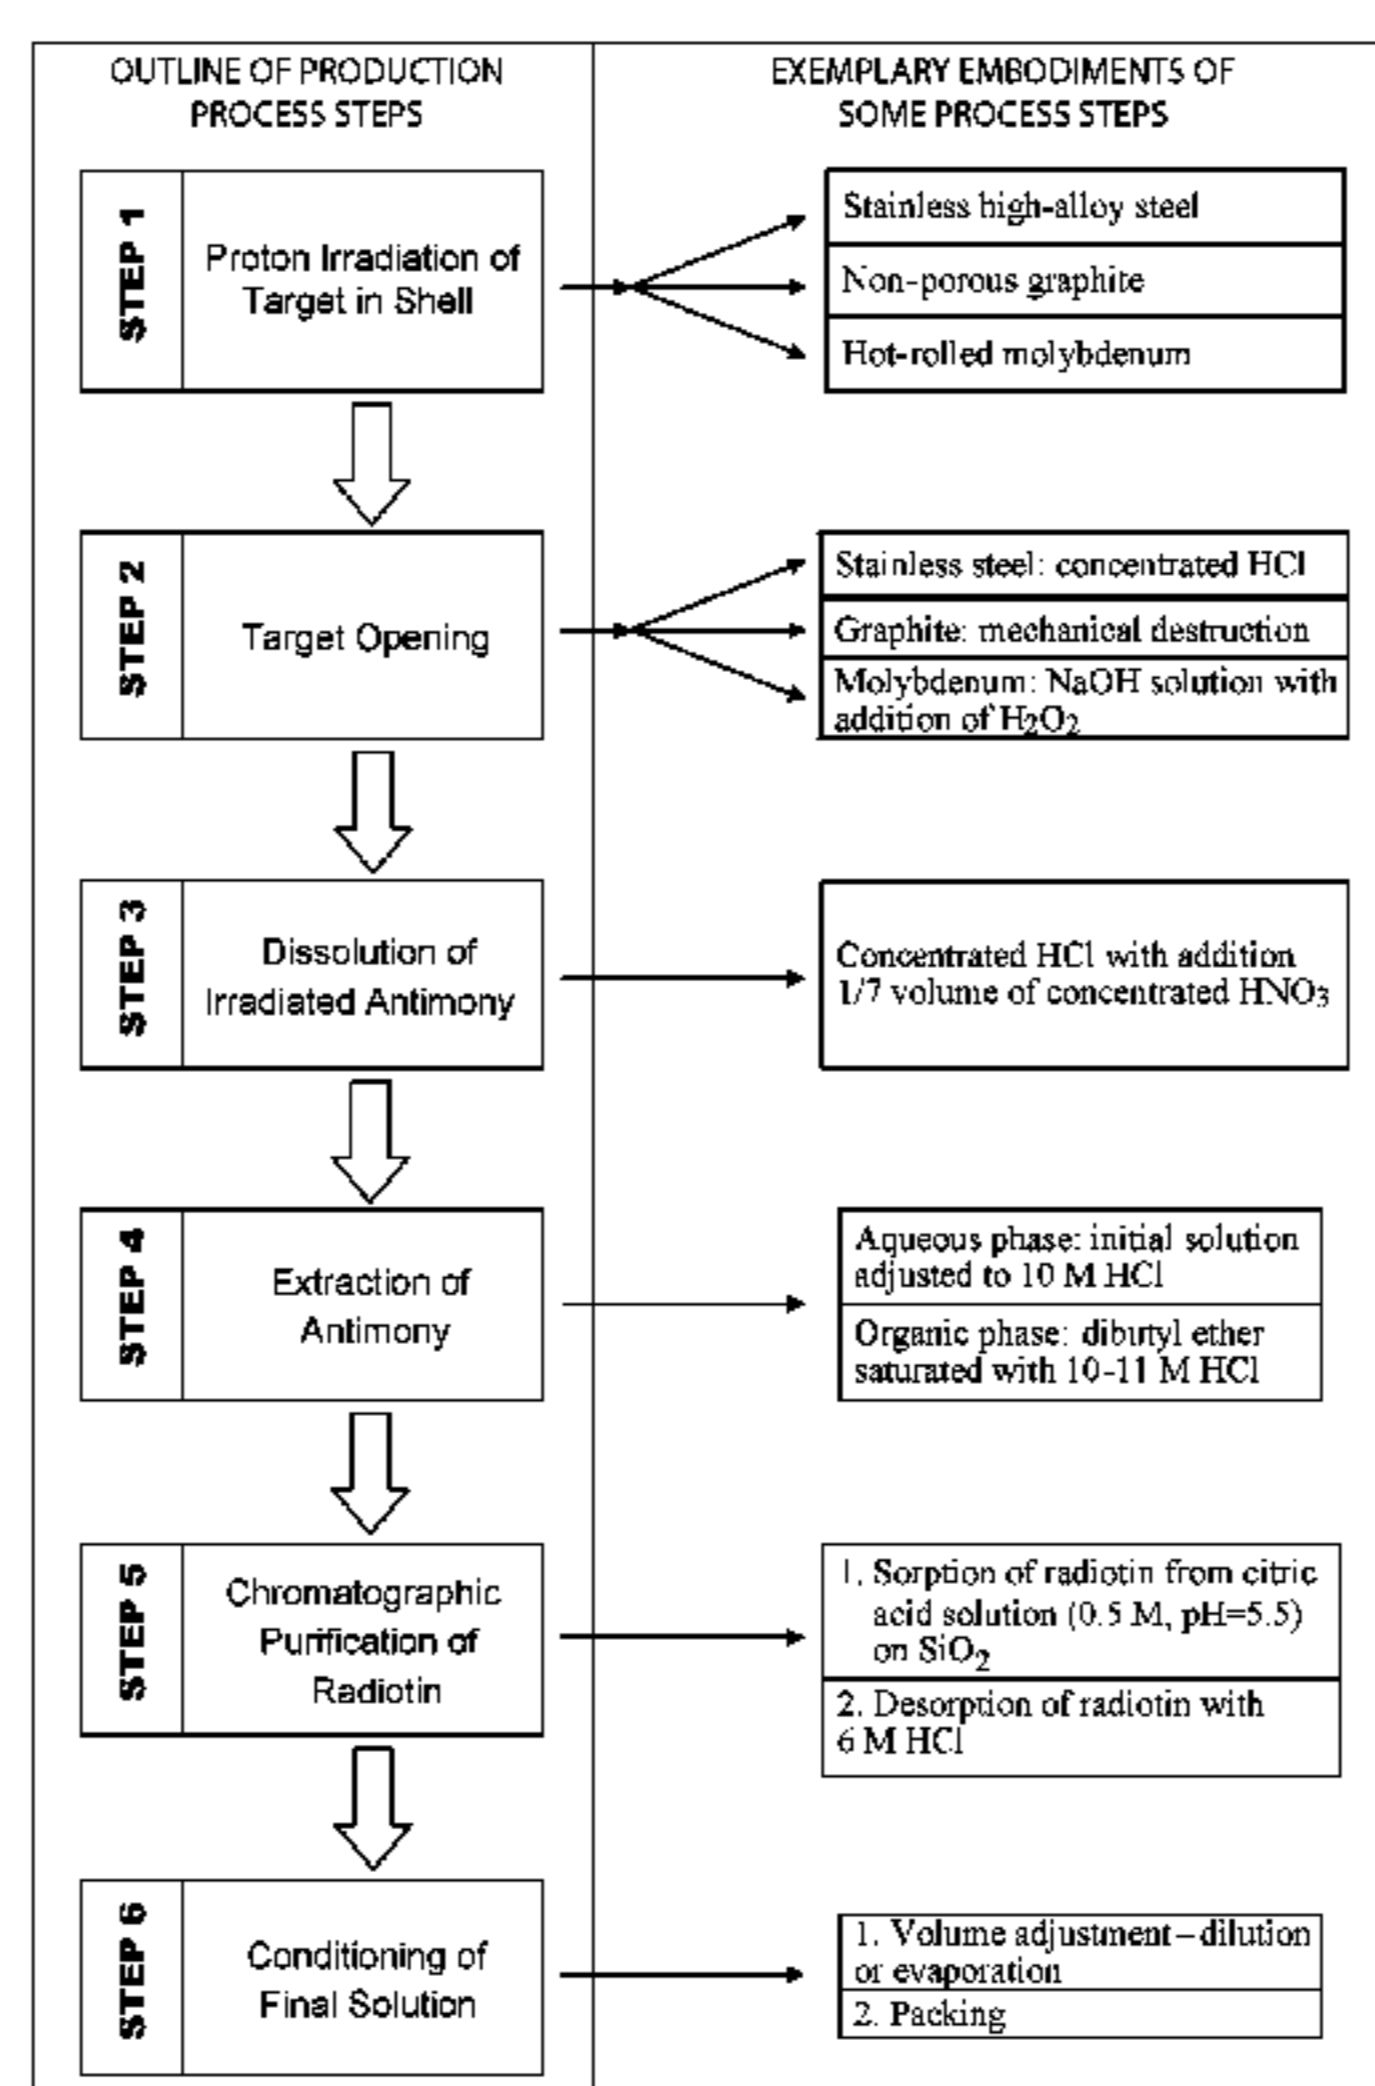 OUTLINE OF PRODUCTION
PROCESS STEPS
EXEMPLARY EMBODIMENTS OF
SOME PROCESS STEPS
STEP 1
Proton Irradiation of
Target in Shell
Stainless high-alloy steel
Non-porous graphite
Hot-rolled molybdenum
STEP 2
Target Opening
Stainless steel: concentrated HCl
Graphite: mechanical destruction
Molybdenum: NaOH solution with
addition of H2O2
STEP 3
Dissolution of
Irradiated Antimony
Concentrated HCl with addition
1/7 volume of concentrated HNO3
STEP 4
Extraction of
Antimony
Aqueous phase: initial solution
adjusted to 10 M HCl
Organic phase: dibutyl ether
saturated with 10-11 M HCl
STEP 5
Chromatographic
Purification of
Radiotin
1. Sorption of radiotin from citric
acid solution (0.5 M, pH=5.5)
on SiO2
2. Desorption of radiotin with
6 M HCl
STEP 6
Conditioning of
Final Solution
1. Volume adjustment – dilution
or evaporation
2. Packing